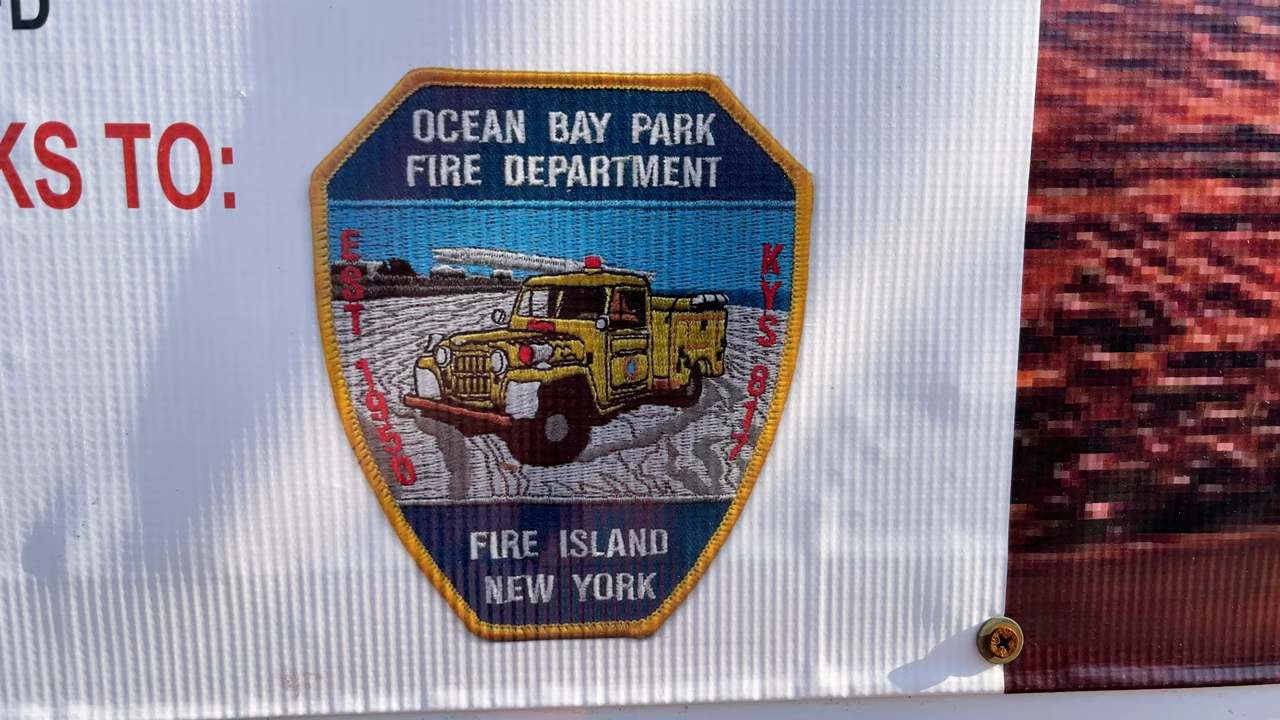 KS TO:
OCEAN BAY PARK
FIRE DEPARTMENT
EST 1950
KYS 817
FIRE ISLAND
NEW YORK